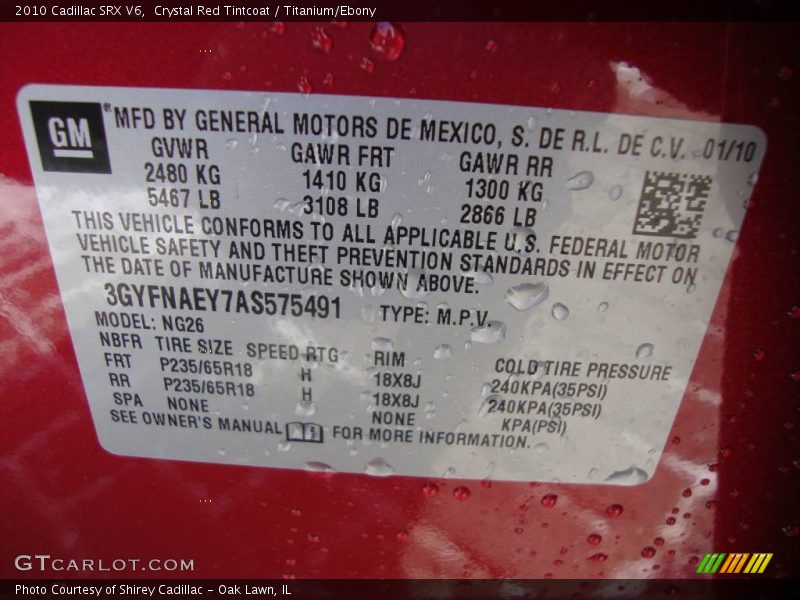 2010 Cadillac SRX V6, Crystal Red Tintcoat / Titanium/Ebony
GM
® MFD BY GENERAL MOTORS DE MEXICO, S. DE R.L. DE C.V. 01/10
GVWR GAWR FRT GAWR RR
2480 KG 1410 KG 1300 KG
5467 LB 3108 LB 2866 LB
THIS VEHICLE CONFORMS TO ALL APPLICABLE U.S. FEDERAL MOTOR
VEHICLE SAFETY AND THEFT PREVENTION STANDARDS IN EFFECT ON
THE DATE OF MANUFACTURE SHOWN ABOVE.
3GYFNAEY7AS575491 TYPE: M.P.V.
MODEL: NG26
NBFR TIRE SIZE SPEED RTG RIM COLD TIRE PRESSURE
FRT P235/65R18 H 18X8J 240KPA(35PSI)
RR P235/65R18 H 18X8J 240KPA(35PSI)
SPA NONE NONE KPA(PSI)
SEE OWNER'S MANUAL FOR MORE INFORMATION.
GTCARLOT.COM
Photo Courtesy of Shirey Cadillac - Oak Lawn, IL